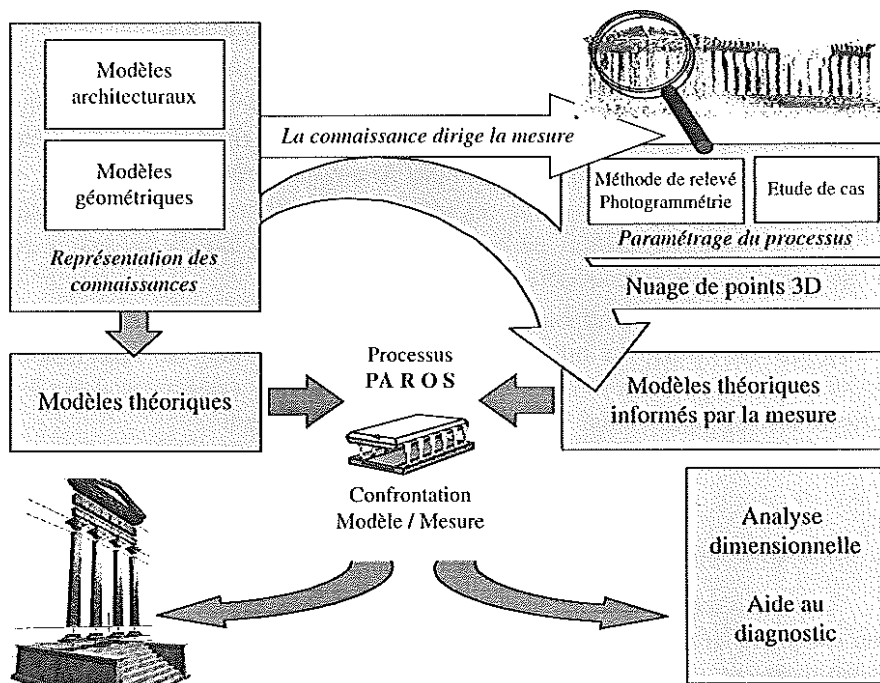 Modèles
architecturaux
Modèles
géométriques
Représentation des
connaissances
La connaissance dirige la mesure
Méthode de relevé
Photogrammétrie
Etude de cas
Paramétrage du processus
Nuage de points 3D
Modèles théoriques
Processus
PAROS
Modèles théoriques
informés par la mesure
Confrontation
Modèle / Mesure
Analyse
dimensionnelle
Aide au
diagnostic